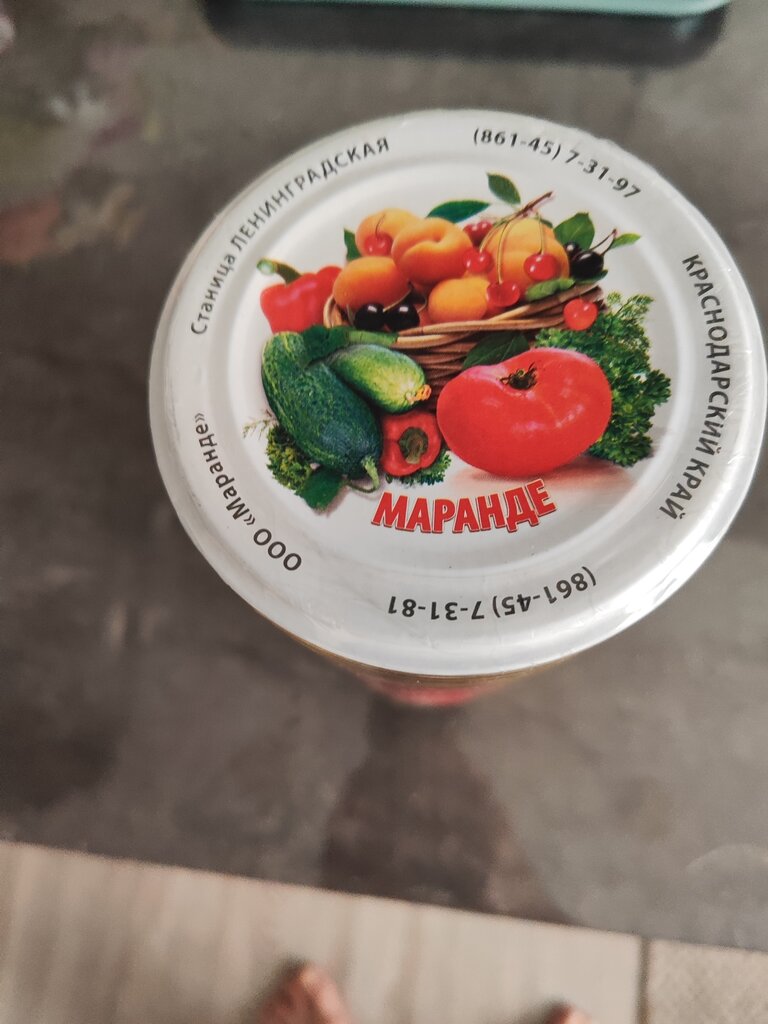 ООО «Маранде»
Станица ЛЕНИНГРАДСКАЯ
(861-45) 7-31-97
КРАСНОДАРСКИЙ КРАЙ
(861-45) 7-31-81
МАРАНДЕ